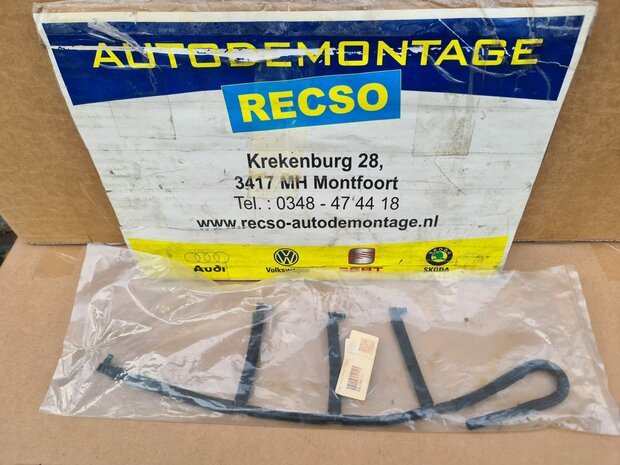 AUTODEMONTAGE
RECSO
Krekenburg 28,
3417 MH Montfoort
Tel. : 0348 - 47 44 18
www.recso-autodemontage.nl
Audi
Volkswagen
SEAT
SKODA